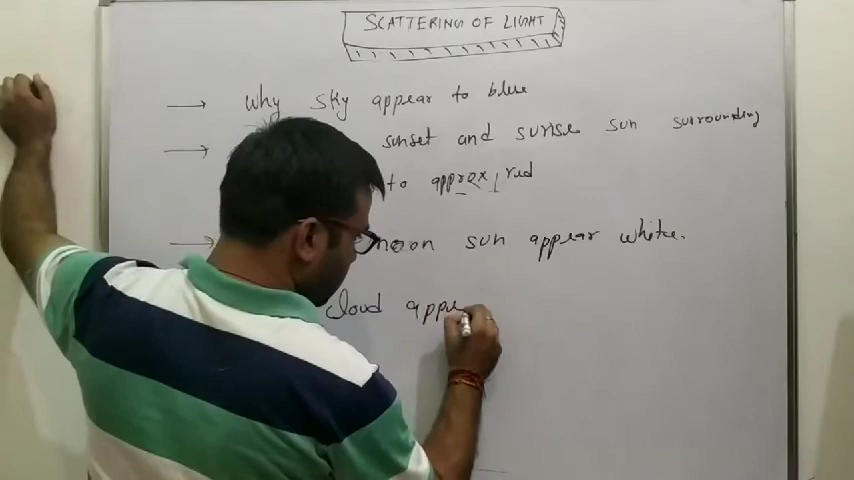 SCATTERING OF LIGHT
→ Why sky appear to blue
→ sunset and sunrise sun surrounding
to approx red
→ noon sun appear white.
cloud appe